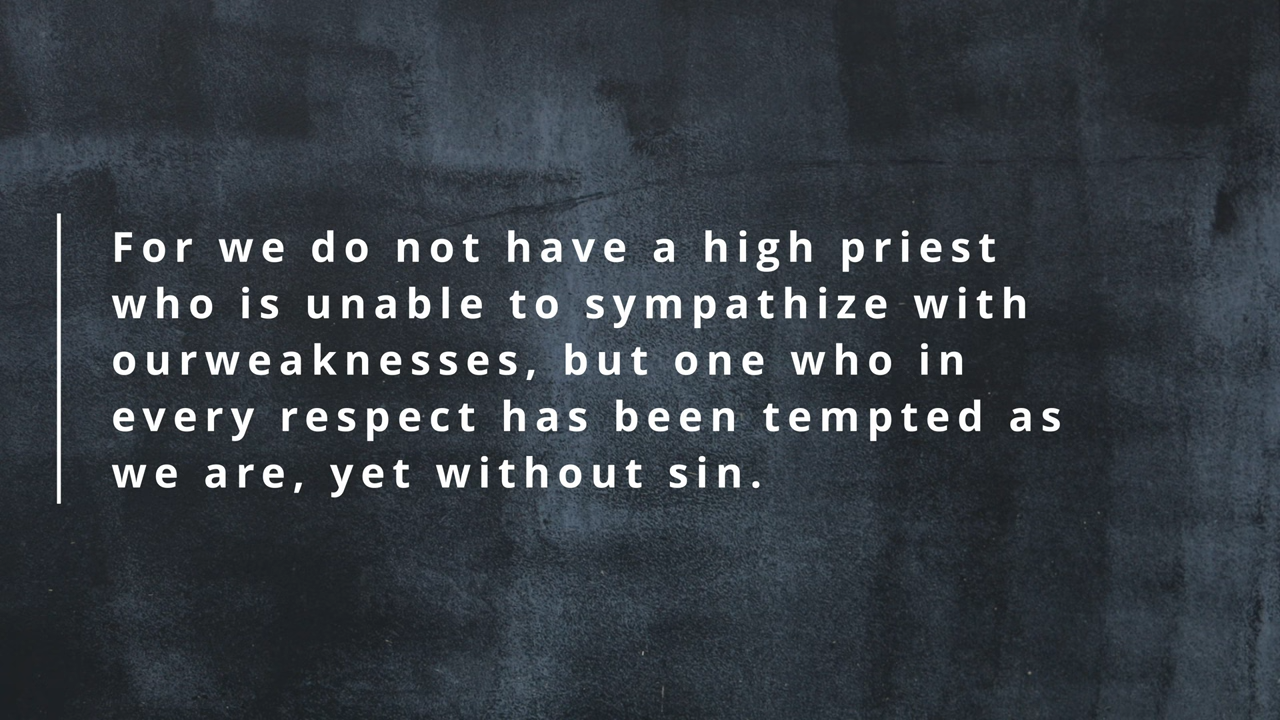 For we do not have a high priest
who is unable to sympathize with
ourweaknesses, but one who in
every respect has been tempted as
we are, yet without sin.